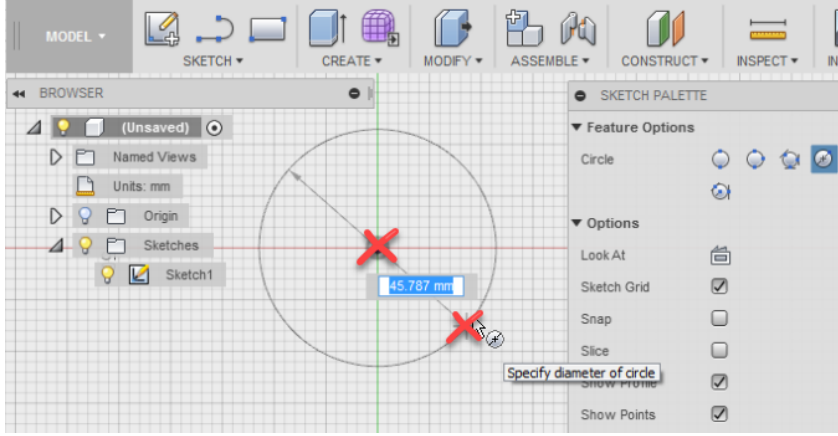 MODEL
SKETCH
CREATE
MODIFY
ASSEMBLE
CONSTRUCT
INSPECT
IN
BROWSER
(Unsaved)
Named Views
Units: mm
Origin
Sketches
Sketch1
45.787 mm
Specify diameter of circle
SKETCH PALETTE
Feature Options
Circle
Options
Look At
Sketch Grid
Snap
Slice
Show Profile
Show Points